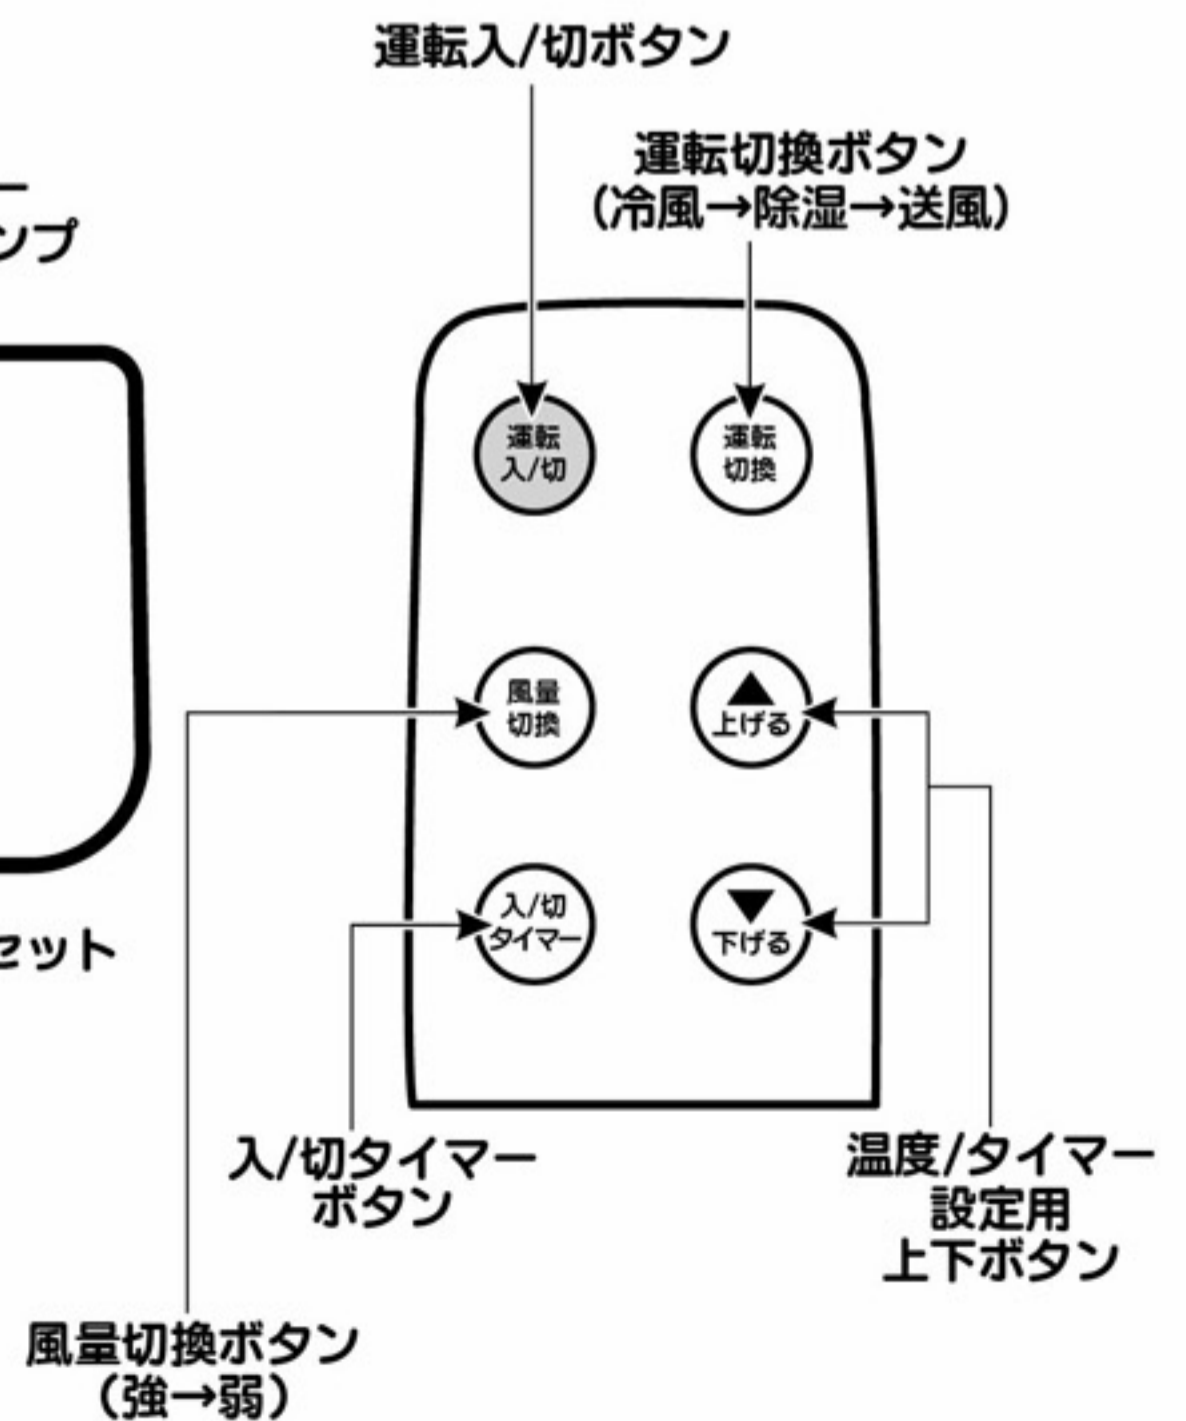 運転入/切ボタン
運転切換ボタン
（冷風→除湿→送風）
ー
ンプ
運転
入/切
運転
切換
風量
切換
▲
上げる
入/切
タイマー
▼
下げる
セット
入/切タイマー
ボタン
温度/タイマー
設定用
上下ボタン
風量切換ボタン
（強→弱）